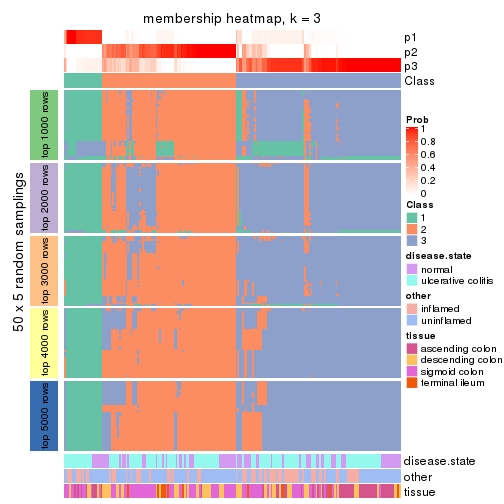 membership heatmap, k = 3
p1
p2
p3
Class
50 x 5 random samplings
top 1000 rows
top 2000 rows
top 3000 rows
top 4000 rows
top 5000 rows
disease.state
other
tissue
Prob
1
0.8
0.6
0.4
0.2
0
Class
1
2
3
disease.state
normal
ulcerative colitis
other
inflamed
uninflamed
tissue
ascending colon
descending colon
sigmoid colon
terminal ileum